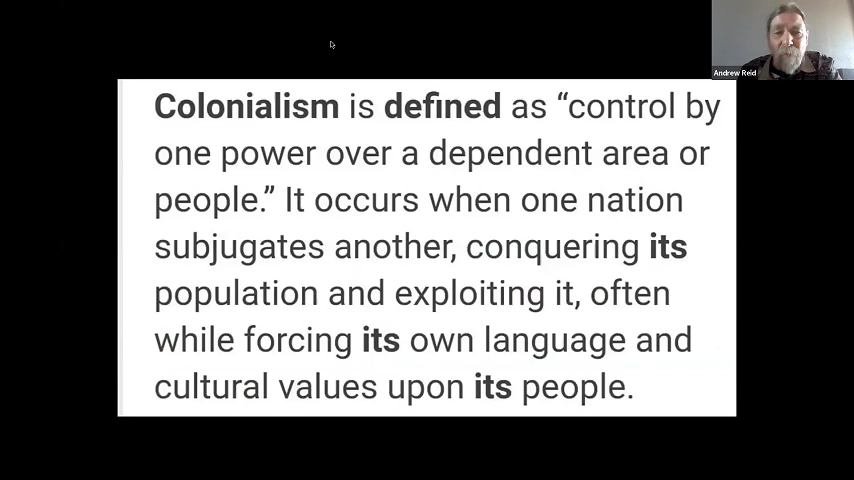 Andrew Reid
Colonialism is defined as “control by
one power over a dependent area or
people.” It occurs when one nation
subjugates another, conquering its
population and exploiting it, often
while forcing its own language and
cultural values upon its people.